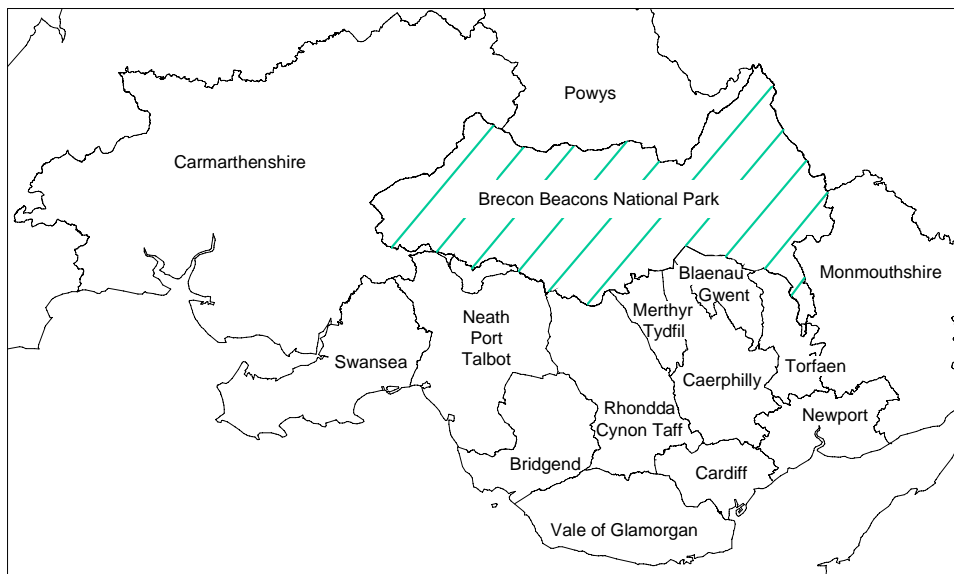 Powys
Carmarthenshire
Brecon Beacons National Park
Monmouthshire
Blaenau
Gwent
Merthyr
Tydfil
Neath
Port
Talbot
Swansea
Torfaen
Caerphilly
Rhondda
Cynon Taff
Newport
Bridgend
Cardiff
Vale of Glamorgan